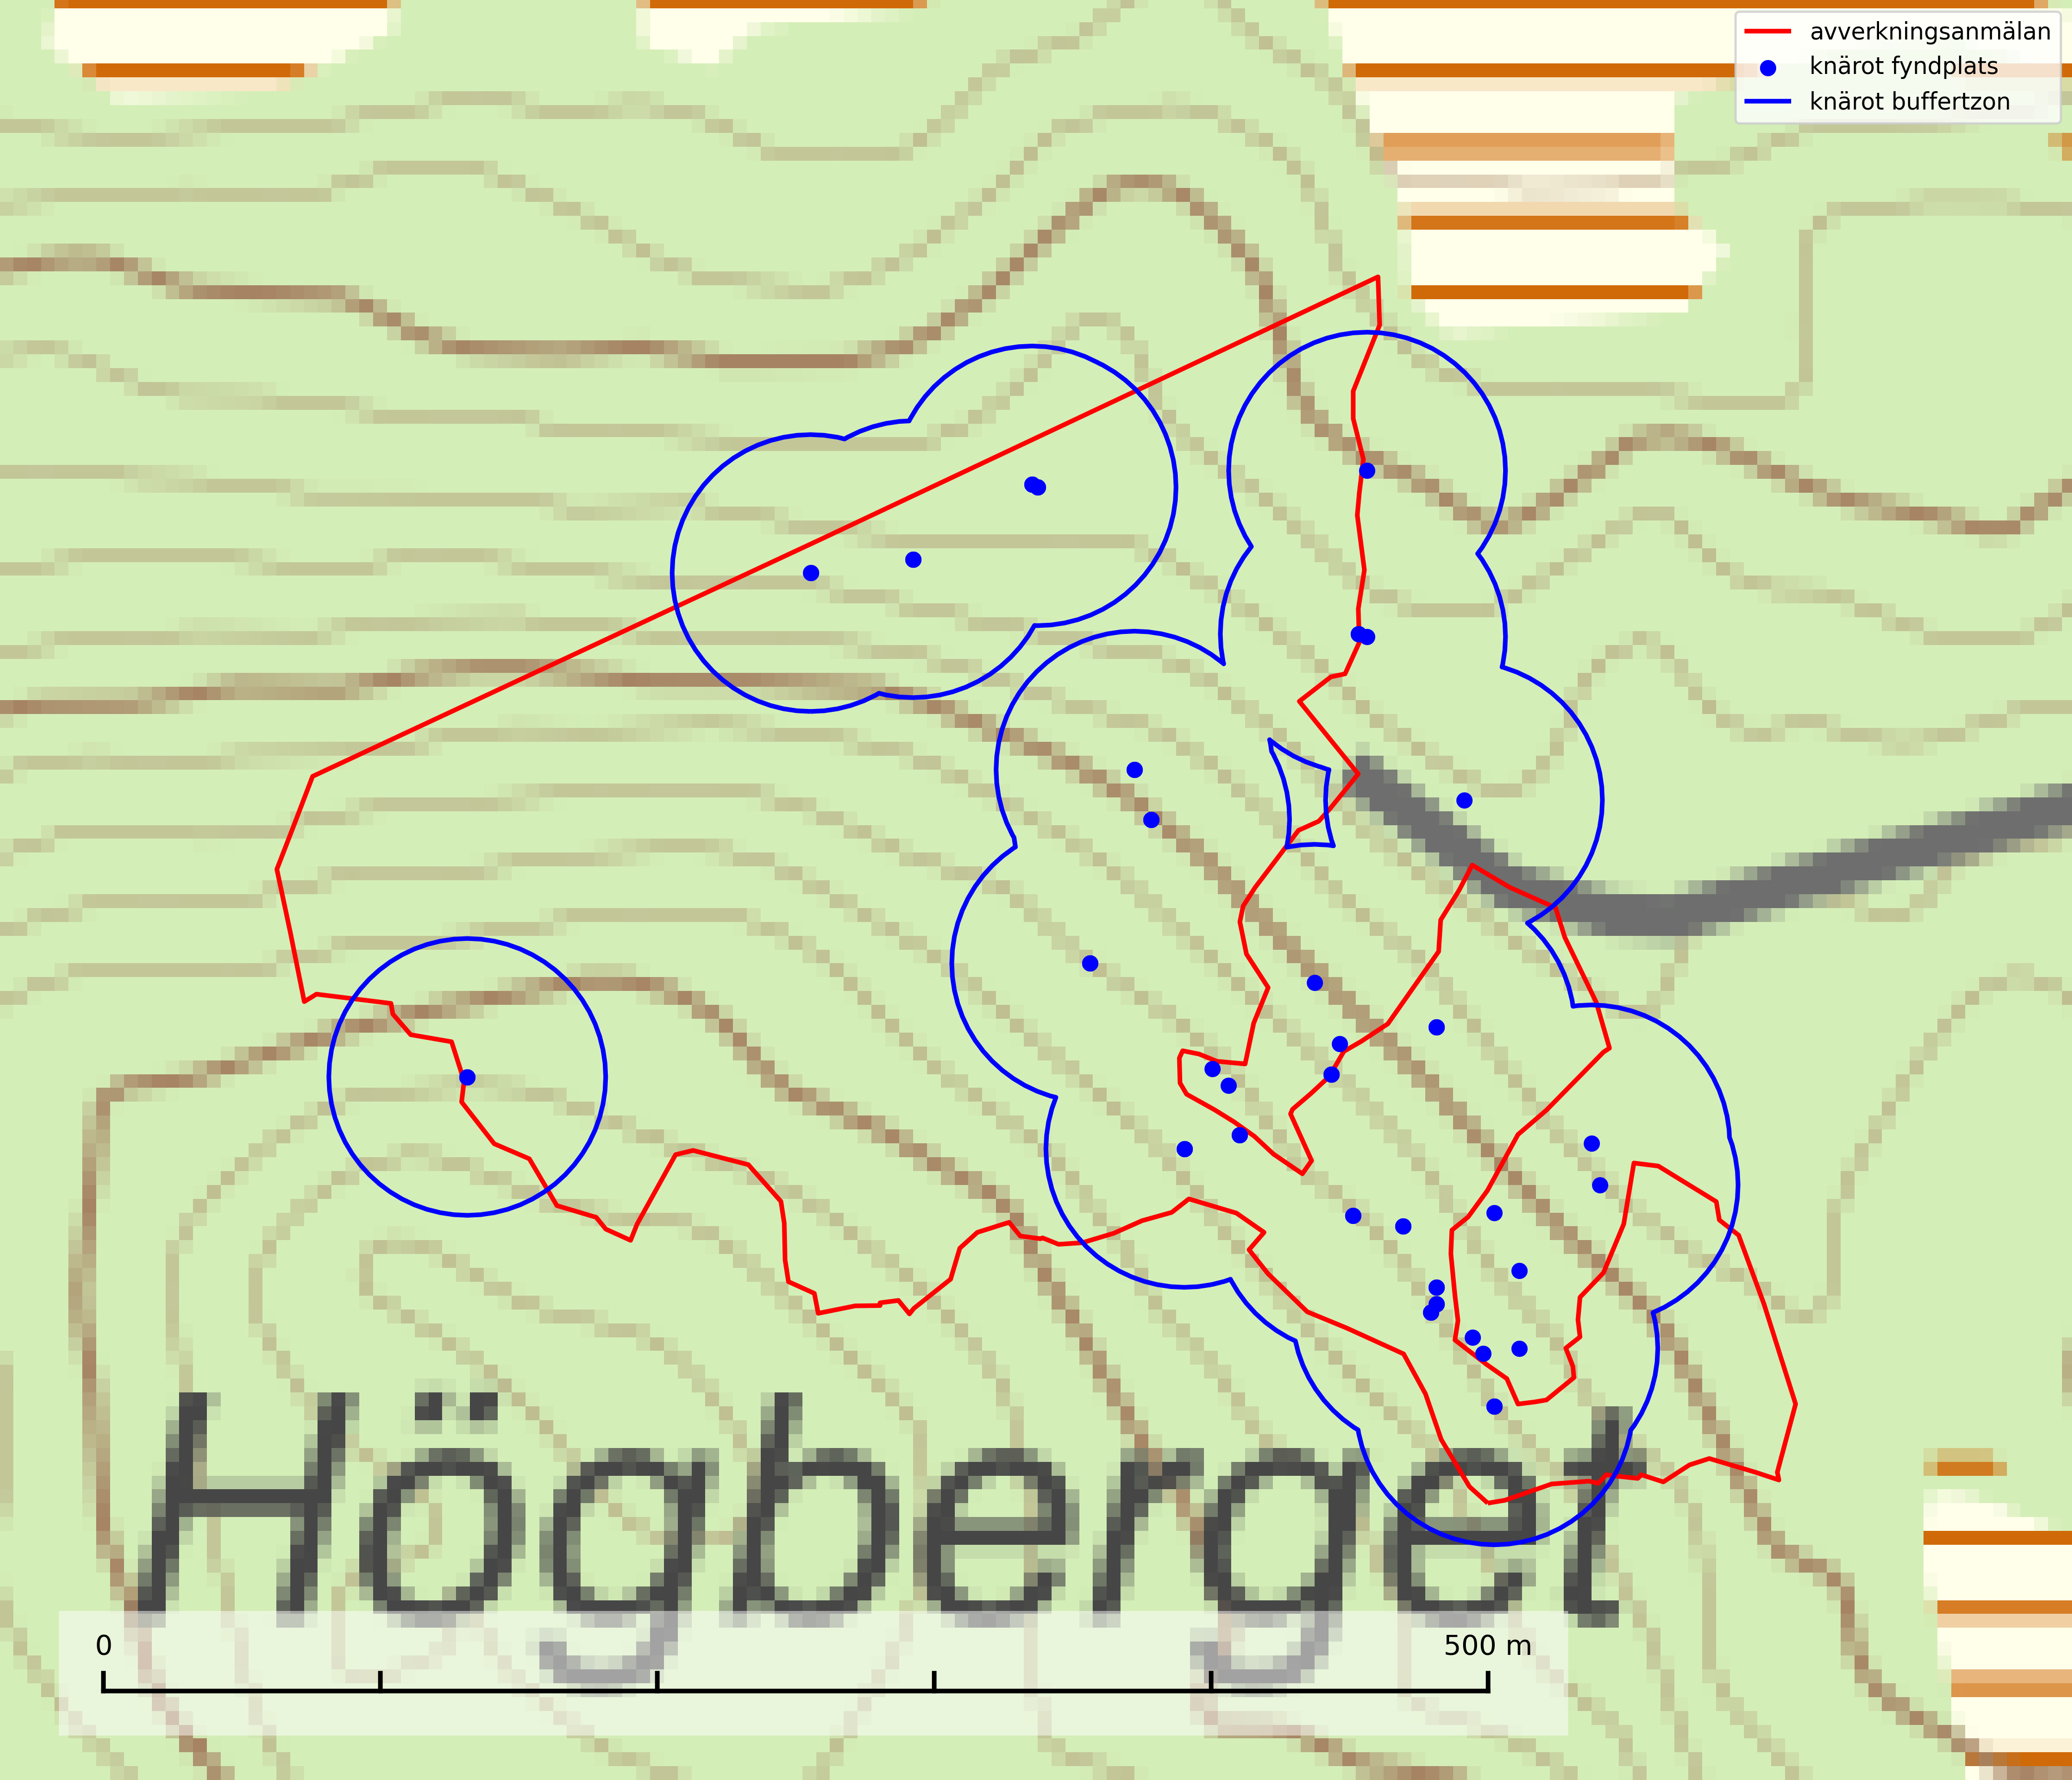 avverkningsanmälan
knärot fyndplats
knärot buffertzon
Högberget
0 500 m